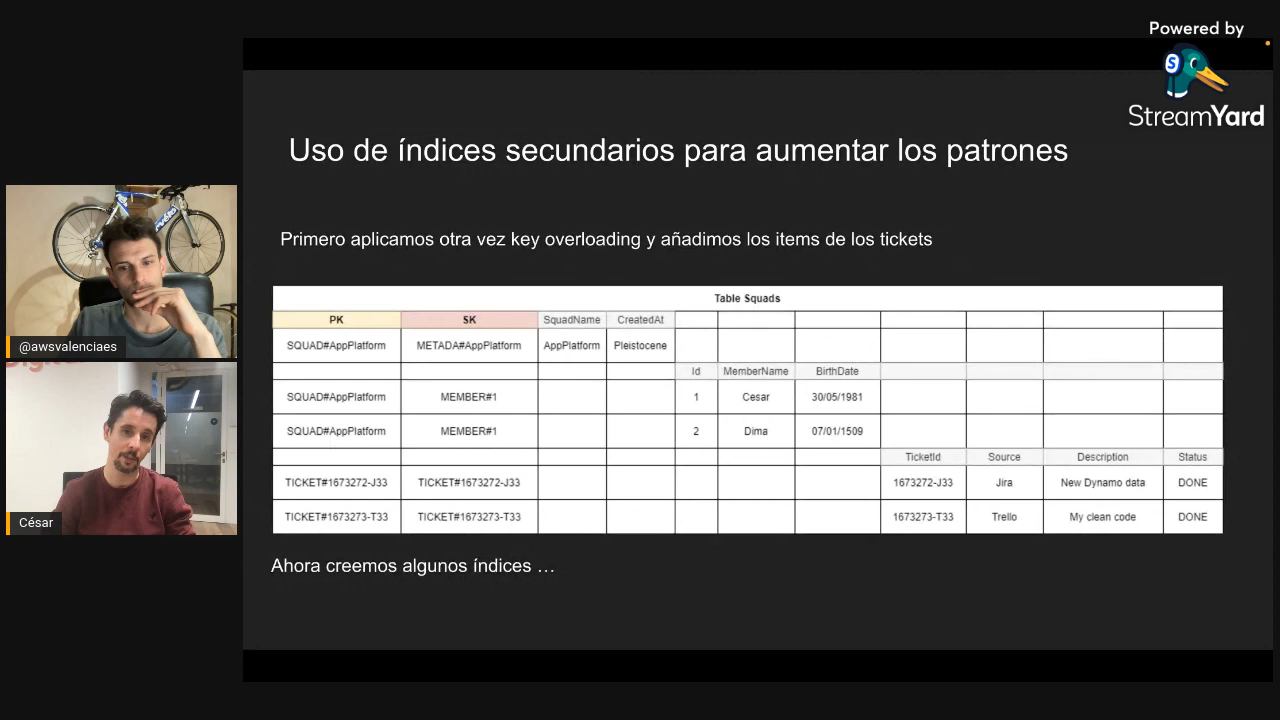 Powered by
StreamYard
Uso de índices secundarios para aumentar los patrones
Primero aplicamos otra vez key overloading y añadimos los items de los tickets
Table Squads
PK SK SquadName CreatedAt
SQUAD#AppPlatform METADA#AppPlatform AppPlatform Pleistocene
Id MemberName BirthDate
SQUAD#AppPlatform MEMBER#1 1 Cesar 30/05/1981
SQUAD#AppPlatform MEMBER#1 2 Dima 07/01/1509
TicketId Source Description Status
TICKET#1673272-J33 TICKET#1673272-J33 1673272-J33 Jira New Dynamo data DONE
TICKET#1673273-T33 TICKET#1673273-T33 1673273-T33 Trello My clean code DONE
Ahora creemos algunos índices …
@awsvalenciaes
César